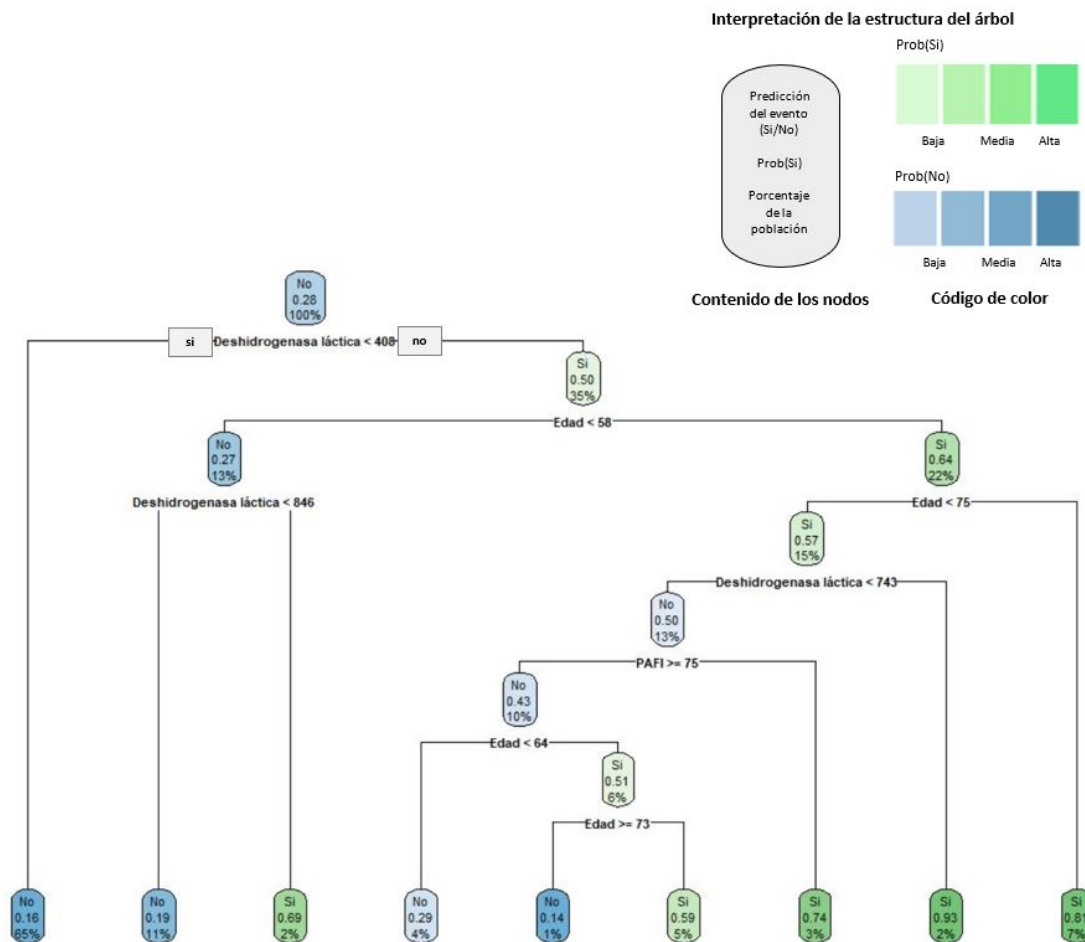 Interpretación de la estructura del árbol
Predicción
del evento
(Si/No)
Prob(Si)
Porcentaje
de la
población
Contenido de los nodos
Prob(Si)
Baja Media Alta
Prob(No)
Baja Media Alta
Código de color
No
0.28
100%
si Deshidrogenasa láctica < 408 no
Si
0.50
35%
Edad < 58
No
0.27
13%
Si
0.64
22%
Deshidrogenasa láctica < 846
Edad < 75
Si
0.57
15%
Deshidrogenasa láctica < 743
No
0.50
13%
PAFI >= 75
No
0.43
10%
Edad < 64
Si
0.51
6%
Edad >= 73
No
0.16
65%
No
0.19
11%
Si
0.69
2%
No
0.29
4%
No
0.14
1%
Si
0.59
5%
Si
0.74
3%
Si
0.93
2%
Si
0.81
7%